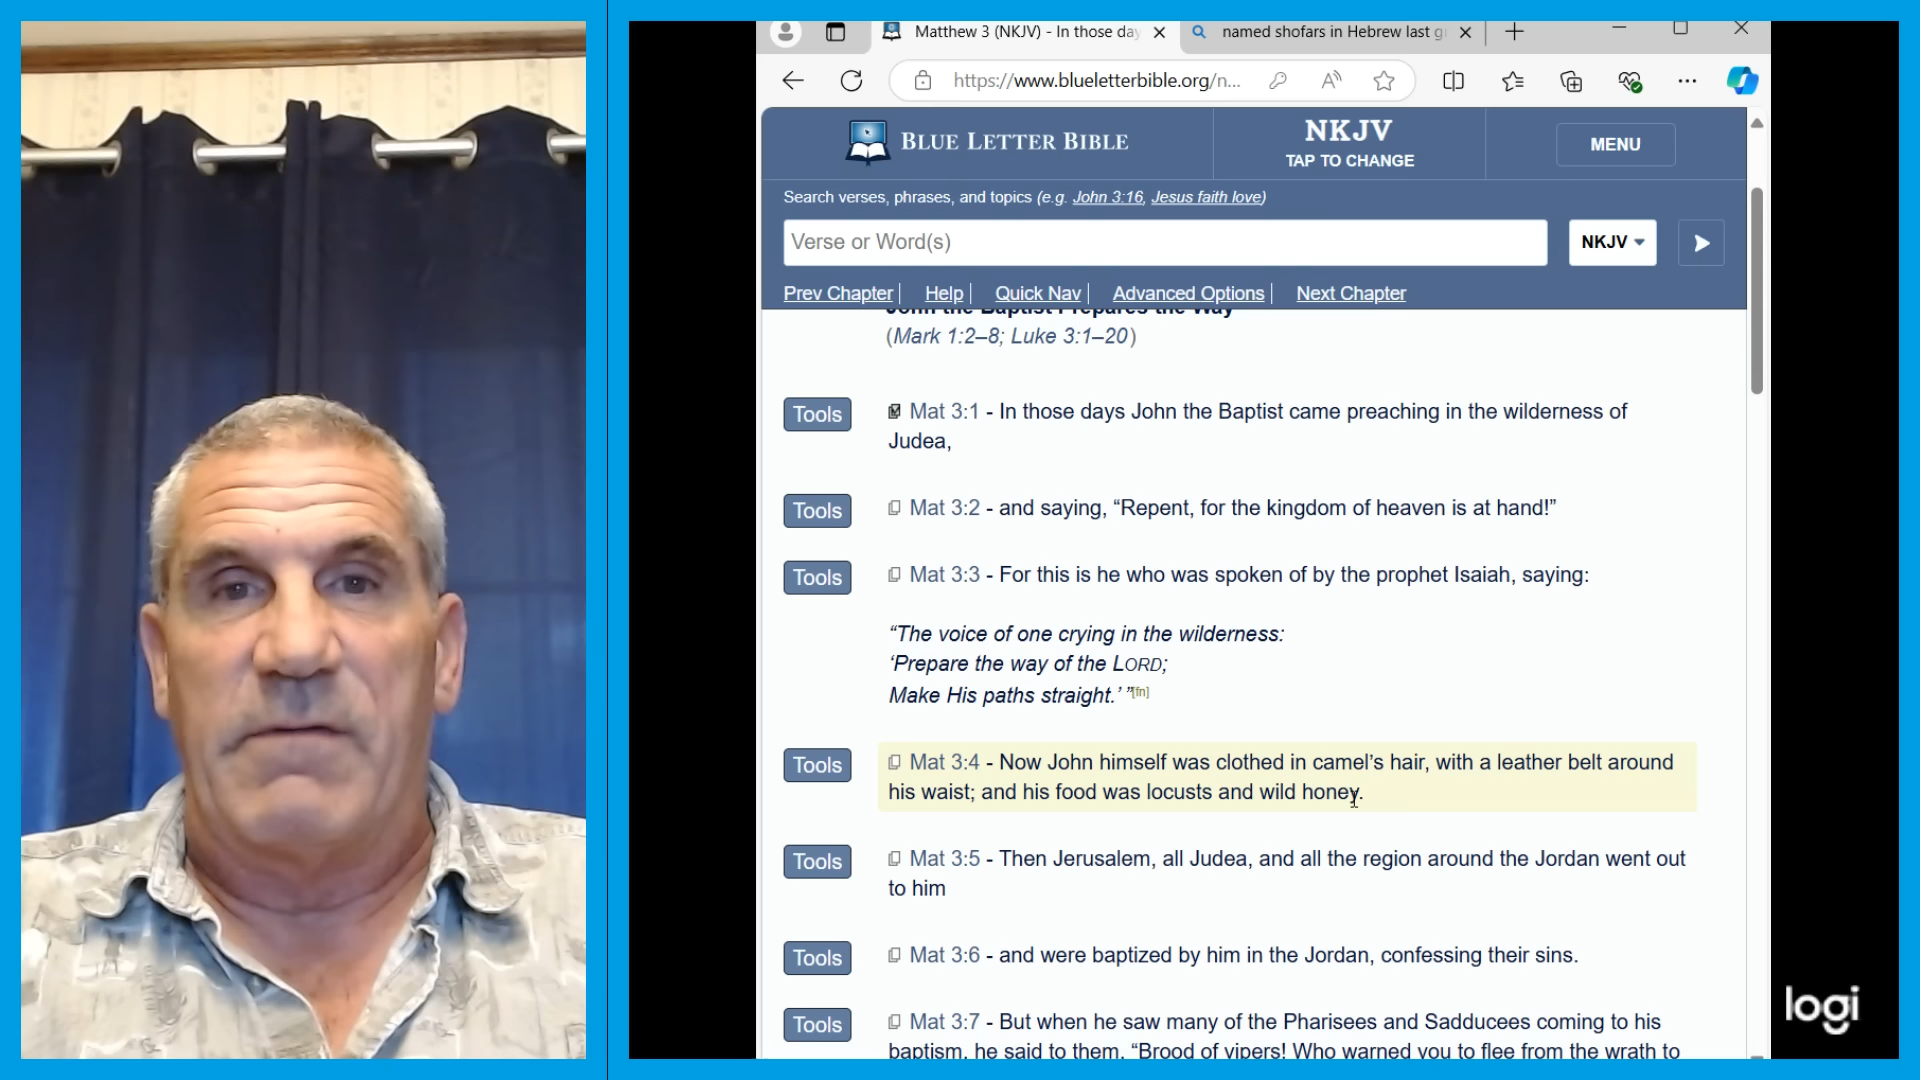 Matthew 3 (NKJV) - In those day
named shofars in Hebrew last g
https://www.blueletterbible.org/n...
BLUE LETTER BIBLE
NKJV
TAP TO CHANGE
MENU
Search verses, phrases, and topics (e.g. John 3:16, Jesus faith love)
Verse or Word(s)
NKJV
Prev Chapter | Help | Quick Nav | Advanced Options | Next Chapter
John the Baptist Prepares the Way
(Mark 1:2–8; Luke 3:1–20)
Tools
Mat 3:1 - In those days John the Baptist came preaching in the wilderness of
Judea,
Tools
Mat 3:2 - and saying, “Repent, for the kingdom of heaven is at hand!”
Tools
Mat 3:3 - For this is he who was spoken of by the prophet Isaiah, saying:
“The voice of one crying in the wilderness:
‘Prepare the way of the LORD;
Make His paths straight.’ ”[fn]
Tools
Mat 3:4 - Now John himself was clothed in camel’s hair, with a leather belt around
his waist; and his food was locusts and wild honey.
Tools
Mat 3:5 - Then Jerusalem, all Judea, and all the region around the Jordan went out
to him
Tools
Mat 3:6 - and were baptized by him in the Jordan, confessing their sins.
Tools
Mat 3:7 - But when he saw many of the Pharisees and Sadducees coming to his
baptism, he said to them, “Brood of vipers! Who warned you to flee from the wrath to
logi